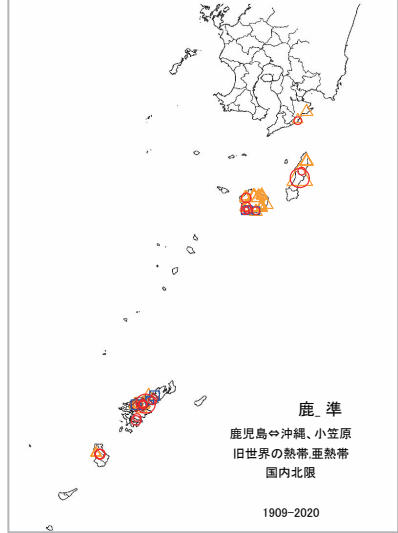 鹿_ 準
鹿児島⇔沖縄、小笠原
旧世界の熱帯,亜熱帯
国内北限
1909-2020